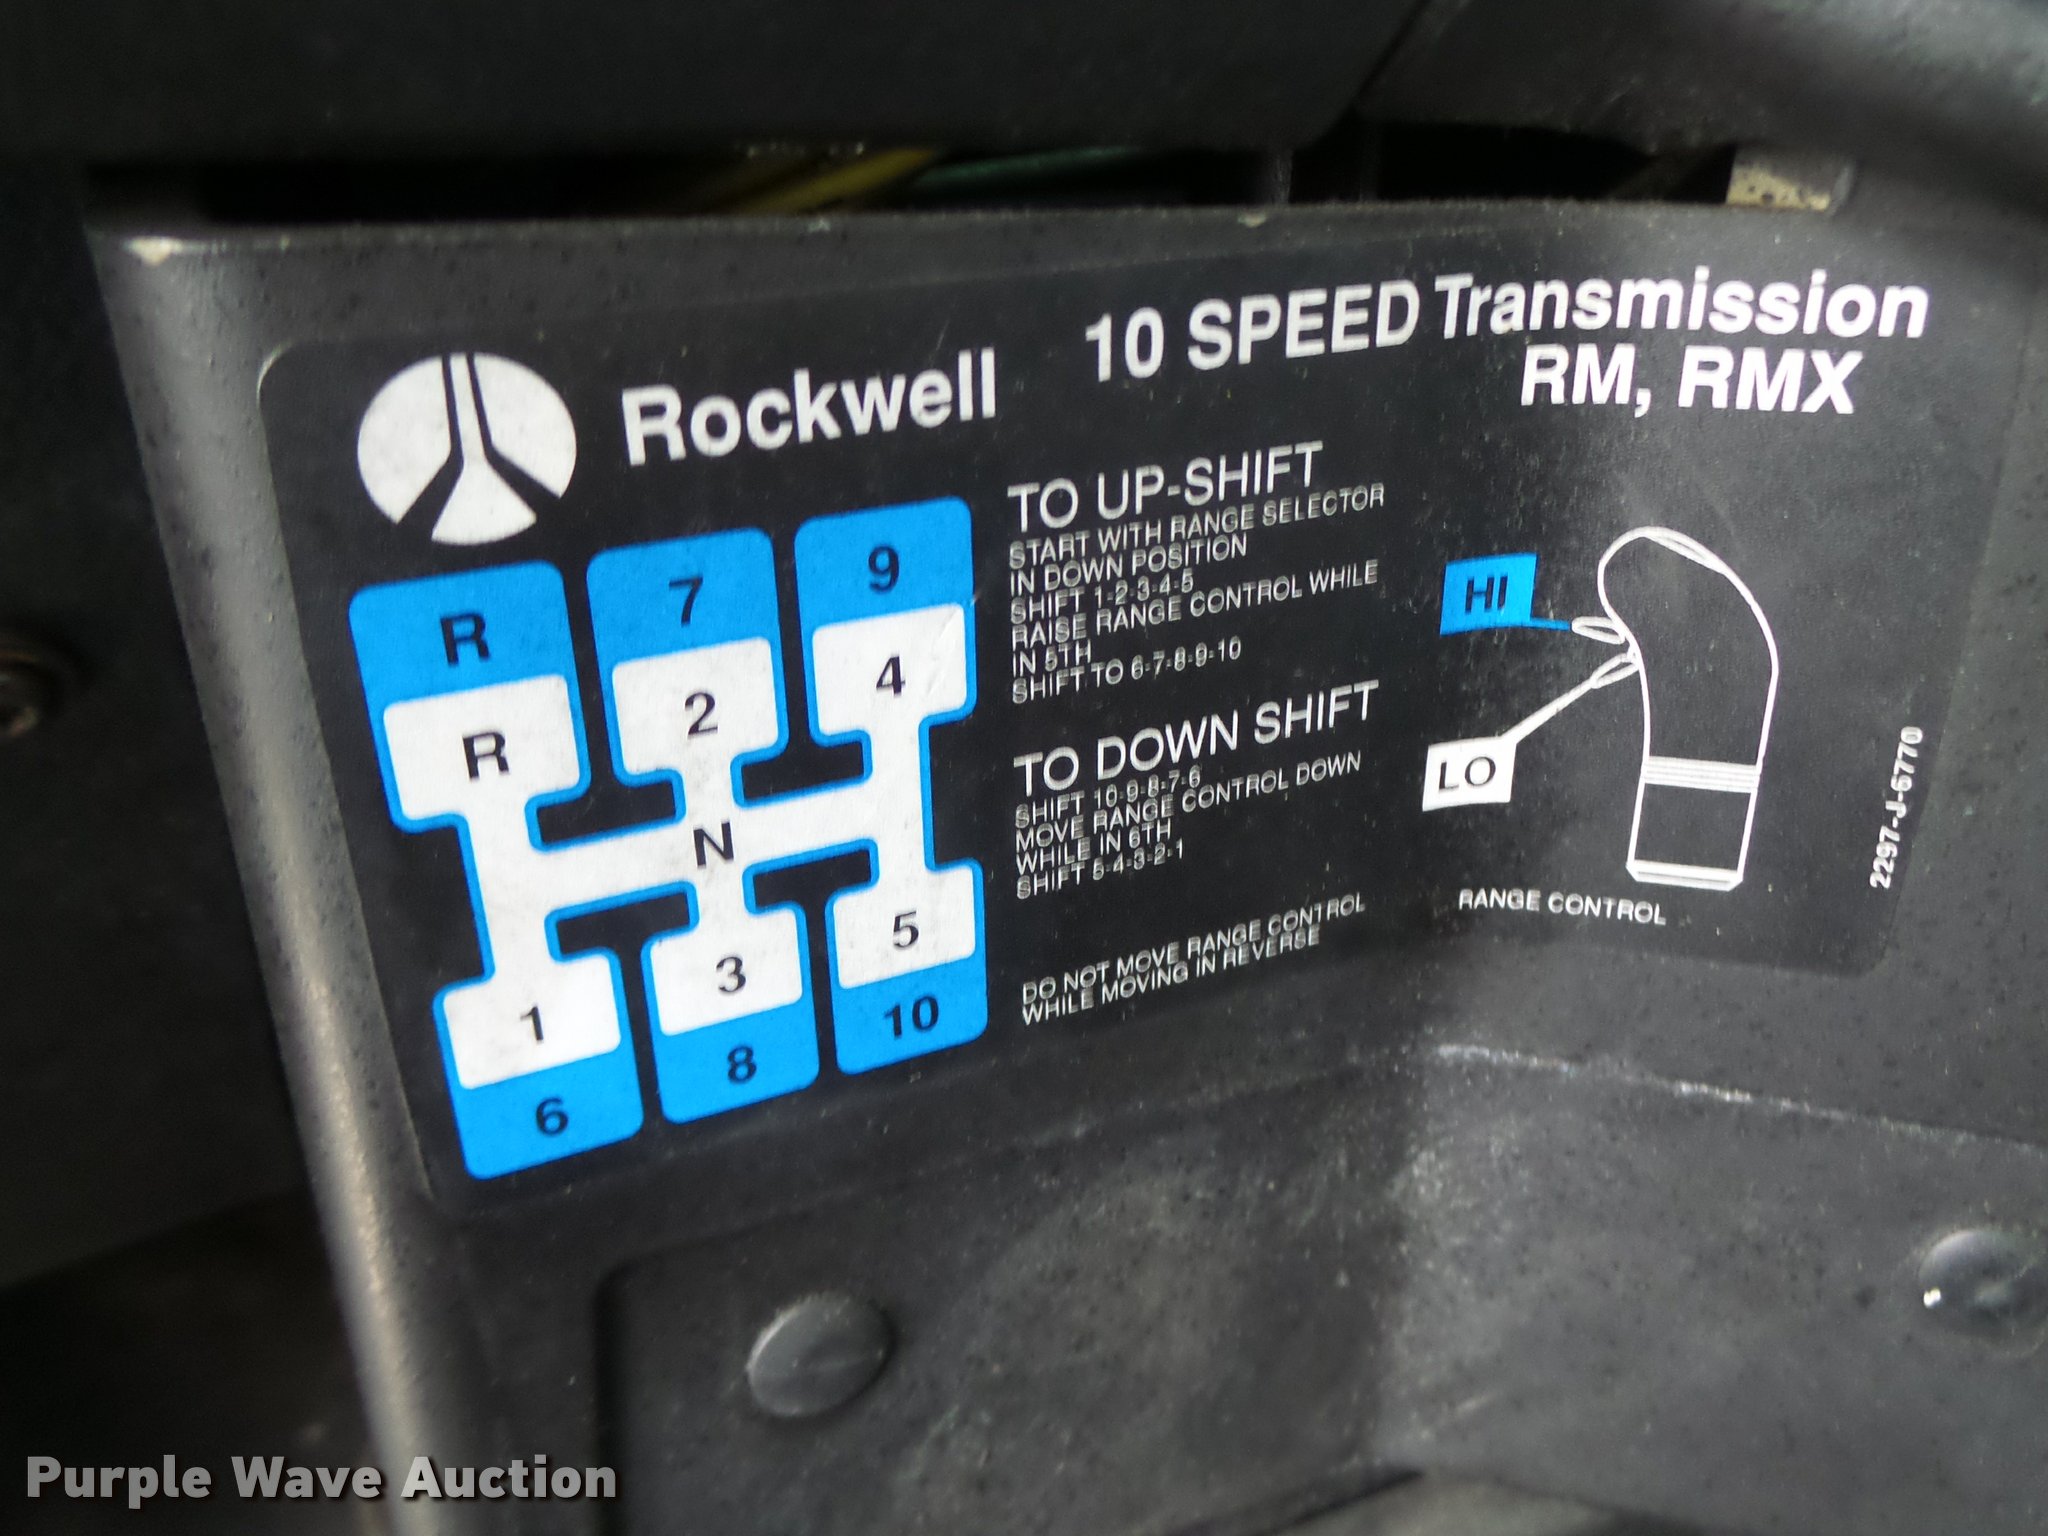 Rockwell
10 SPEED Transmission
RM, RMX
R 7 9
R 2 4
N
1 3 5
6 8 10
TO UP-SHIFT
START WITH RANGE SELECTOR
IN DOWN POSITION
SHIFT 1-2-3-4-5
RAISE RANGE CONTROL WHILE
IN 5TH
SHIFT TO 6-7-8-9-10
TO DOWN SHIFT
SHIFT 10-9-8-7-6
MOVE RANGE CONTROL DOWN
WHILE IN 6TH
SHIFT 5-4-3-2-1
DO NOT MOVE RANGE CONTROL
WHILE MOVING IN REVERSE
HI
LO
RANGE CONTROL
2297-J-6770
Purple Wave Auction